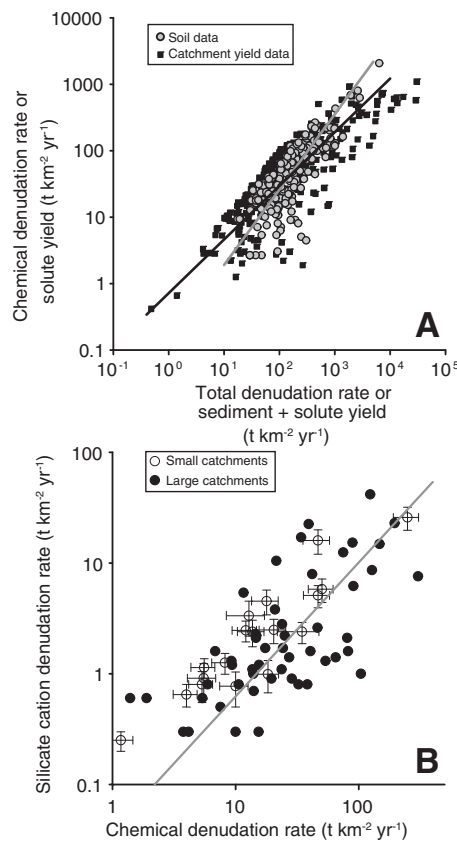 Soil data
Catchment yield data
Chemical denudation rate or
solute yield (t km⁻² yr⁻¹)
10000
1000
100
10
1
0.1
10⁻¹
10⁰
10¹
10²
10³
10⁴
10⁵
A
Total denudation rate or
sediment + solute yield
(t km⁻² yr⁻¹)
Small catchments
Large catchments
Silicate cation denudation rate (t km⁻² yr⁻¹)
100
10
1
0.1
1
10
100
B
Chemical denudation rate (t km⁻² yr⁻¹)